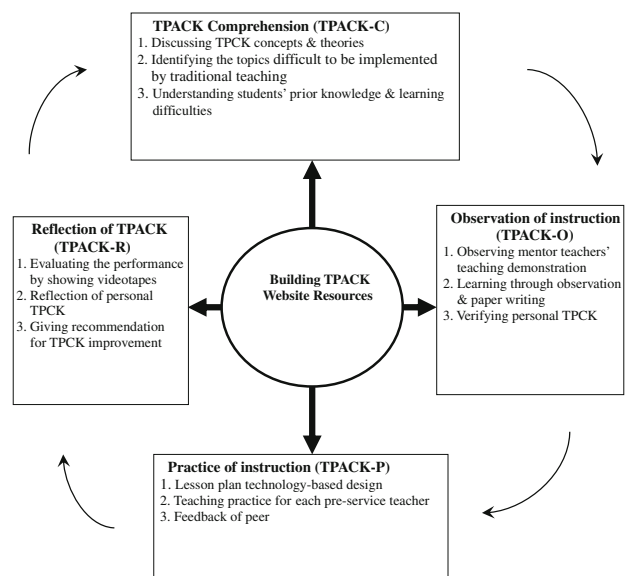 TPACK Comprehension (TPACK-C)
1. Discussing TPCK concepts & theories
2. Identifying the topics difficult to be implemented
by traditional teaching
3. Understanding students' prior knowledge & learning
difficulties
Reflection of TPACK
(TPACK-R)
1. Evaluating the performance
by showing videotapes
2. Reflection of personal
TPCK
3. Giving recommendation
for TPCK improvement
Building TPACK
Website Resources
Observation of instruction
(TPACK-O)
1. Observing mentor teachers'
teaching demonstration
2. Learning through observation
& paper writing
3. Verifying personal TPCK
Practice of instruction (TPACK-P)
1. Lesson plan technology-based design
2. Teaching practice for each pre-service teacher
3. Feedback of peer